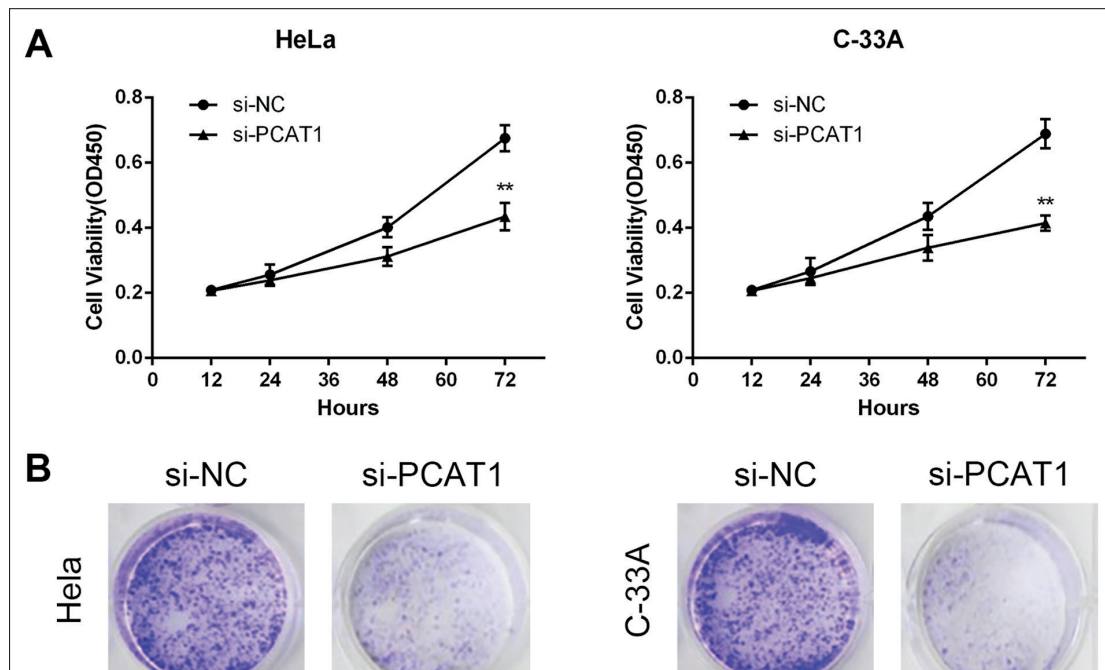 A
HeLa
C-33A
0.8
0.6
0.4
0.2
0.0
Cell Viability(OD450)
si-NC
si-PCAT1
**
0 12 24 36 48 60 72
Hours
0.8
0.6
0.4
0.2
0.0
Cell Viability(OD450)
si-NC
si-PCAT1
**
0 12 24 36 48 60 72
Hours
B
si-NC si-PCAT1
si-NC si-PCAT1
Hela
C-33A